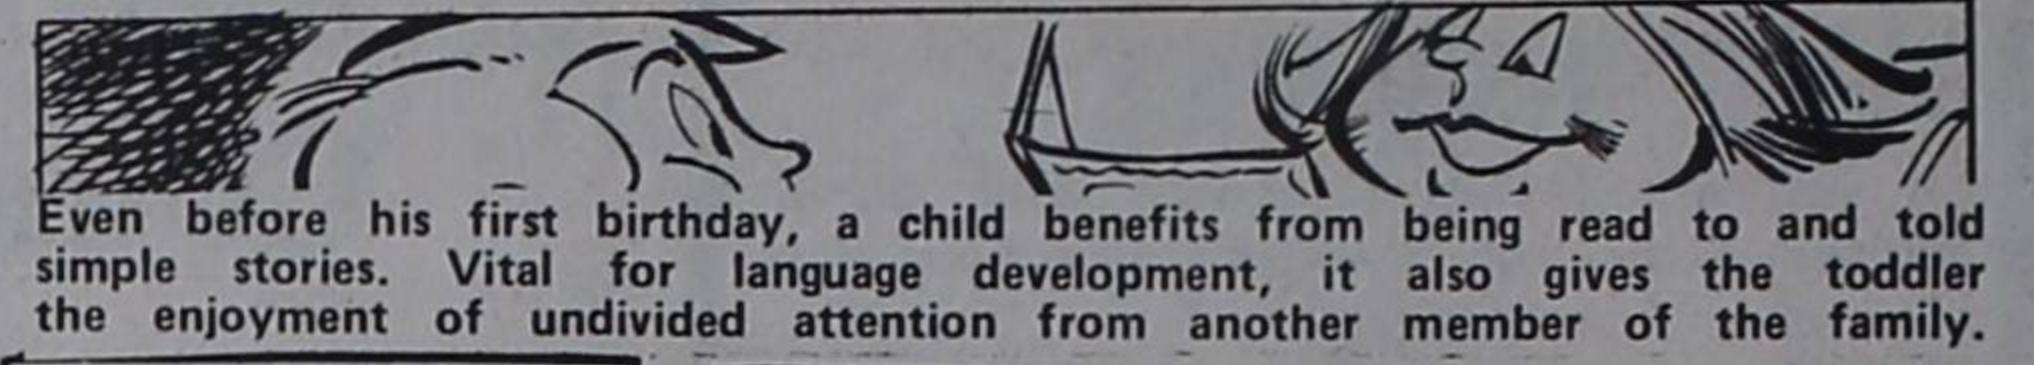 Even before his first birthday, a child benefits from being read to and told
simple stories. Vital for language development, it also gives the toddler
the enjoyment of undivided attention from another member of the family.